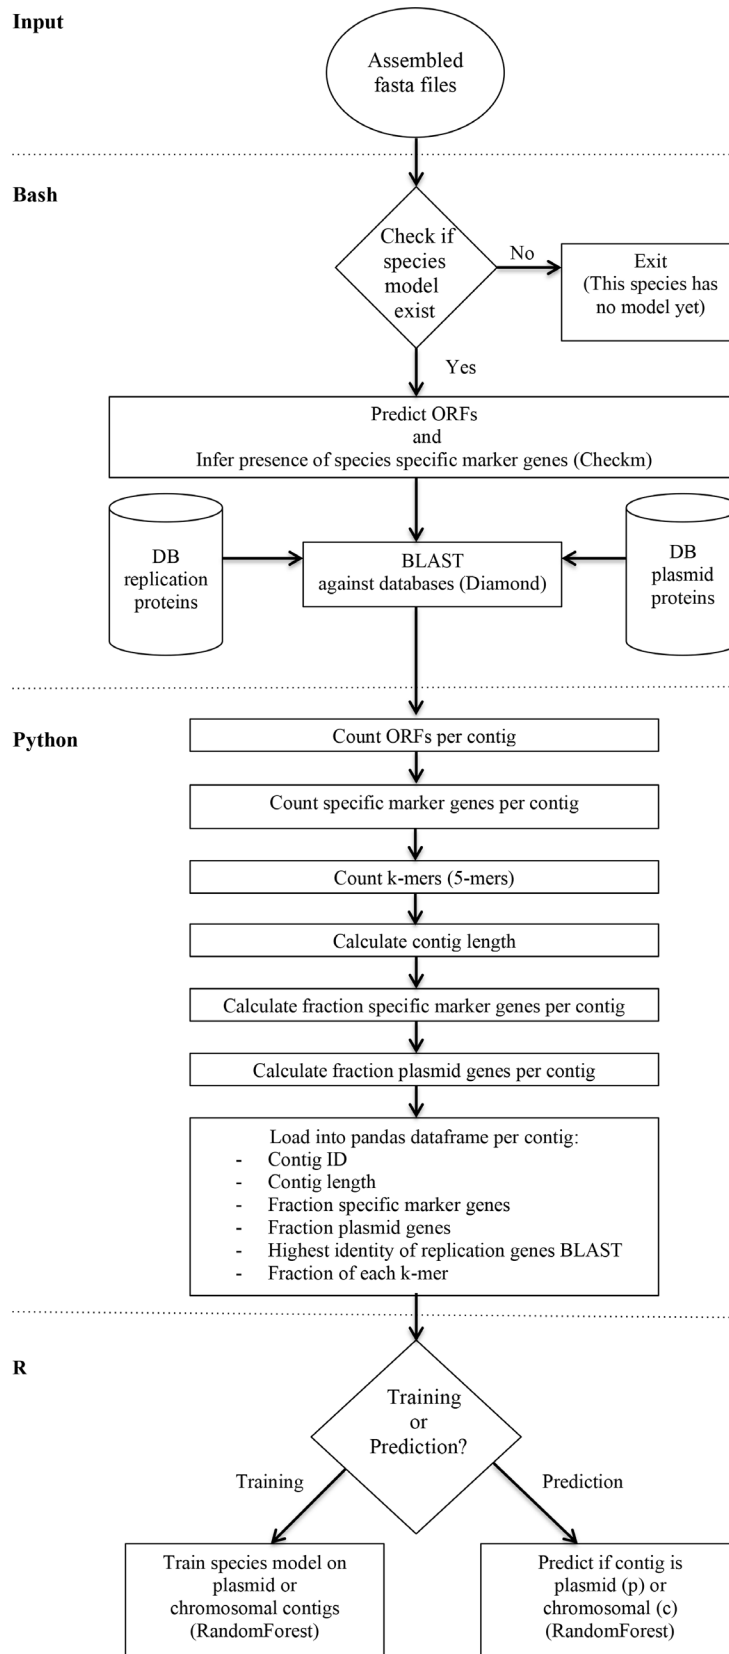 Input
Assembled
fasta files
Bash
Check if
species
model
exist
No
Exit
(This species has
no model yet)
Yes
Predict ORFs
and
Infer presence of species specific marker genes (Checkm)
DB
replication
proteins
BLAST
against databases (Diamond)
DB
plasmid
proteins
Python
Count ORFs per contig
Count specific marker genes per contig
Count k-mers (5-mers)
Calculate contig length
Calculate fraction specific marker genes per contig
Calculate fraction plasmid genes per contig
Load into pandas dataframe per contig:
- Contig ID
- Contig length
- Fraction specific marker genes
- Fraction plasmid genes
- Highest identity of replication genes BLAST
- Fraction of each k-mer
R
Training
or
Prediction?
Training
Prediction
Train species model on
plasmid or
chromosomal contigs
(RandomForest)
Predict if contig is
plasmid (p) or
chromosomal (c)
(RandomForest)